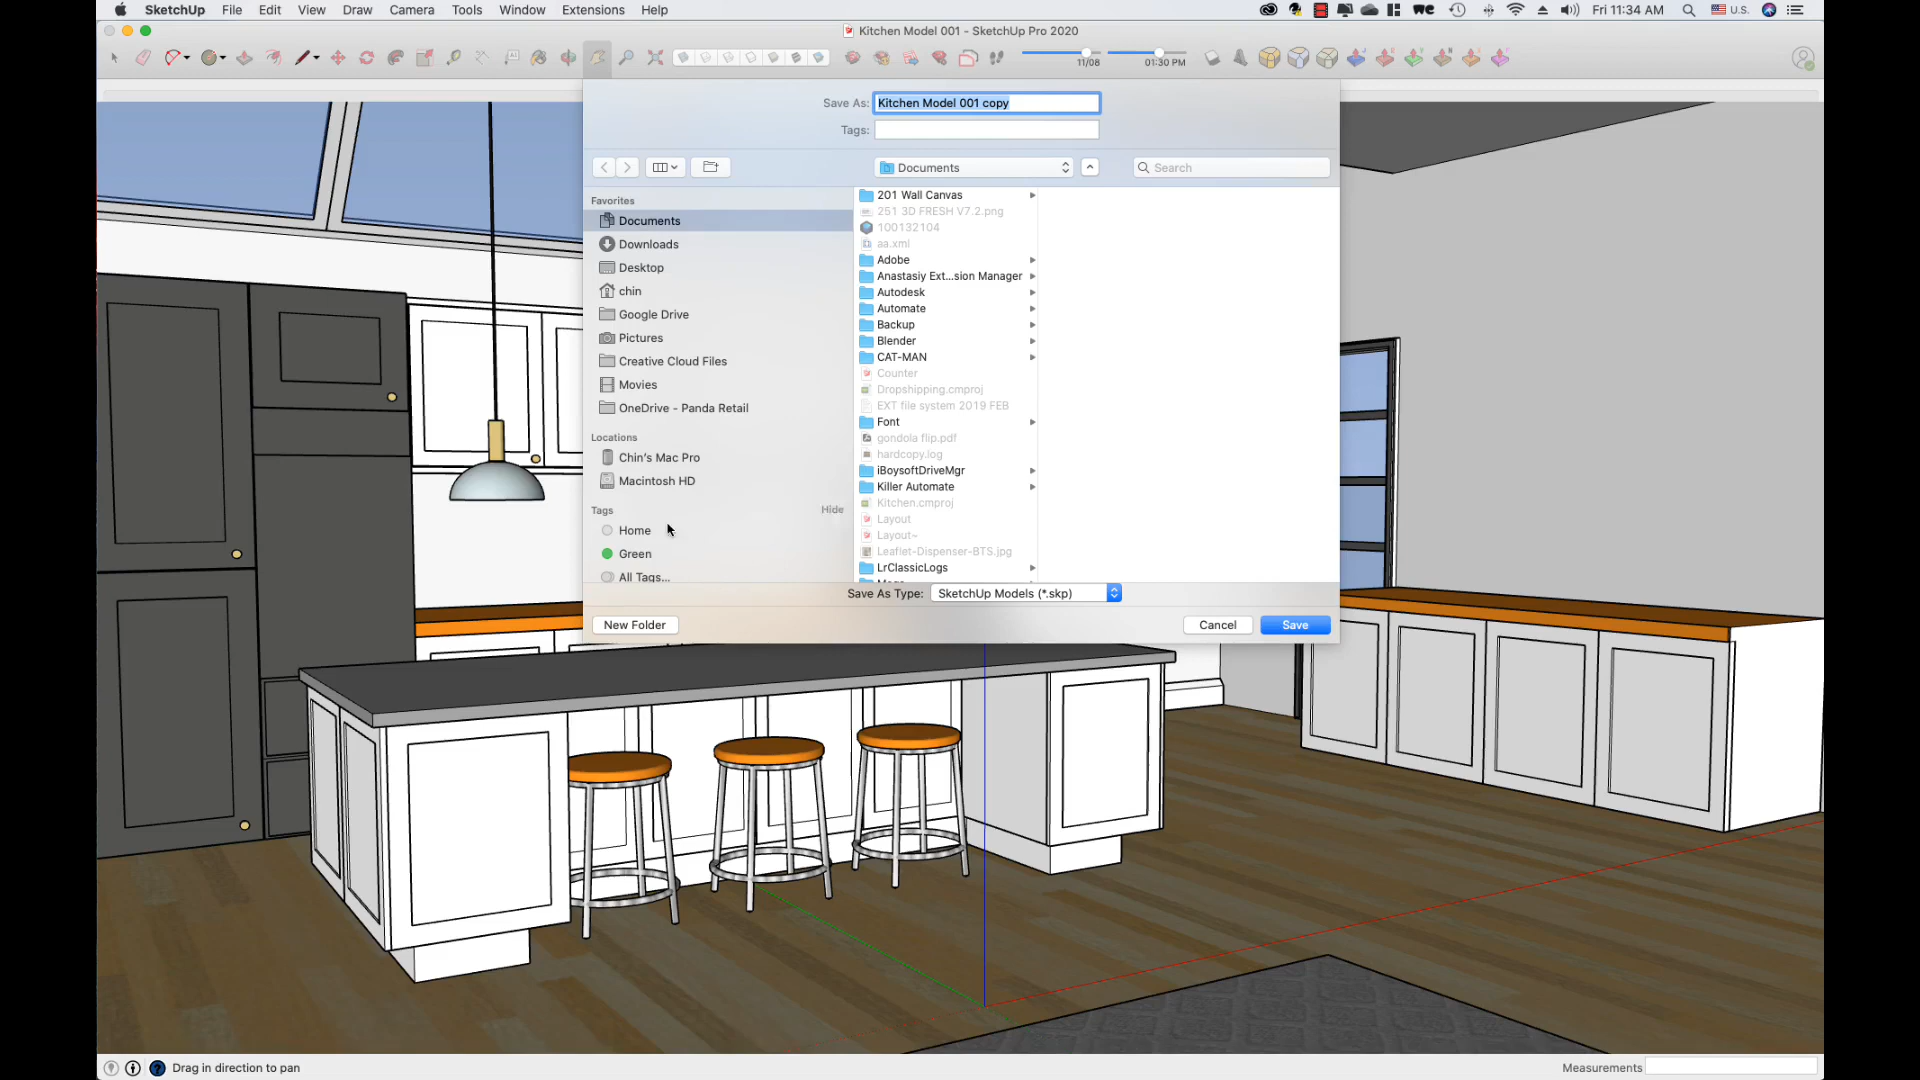 SketchUp File Edit View Draw Camera Tools Window Extensions Help U.S. Fri 11:34 AM
Kitchen Model 001 - SketchUp Pro 2020
11/08 01:30 PM
Save As: Kitchen Model 001 copy
Tags:
Documents
Search
Favorites
Documents
Downloads
Desktop
chin
Google Drive
Pictures
Creative Cloud Files
Movies
OneDrive - Panda Retail
Locations
Chin's Mac Pro
Macintosh HD
Tags Hide
Home
Green
All Tags...
201 Wall Canvas
251 3D FRESH V7.2.png
100132104
aa.xml
Adobe
Anastasiy Ext...sion Manager
Autodesk
Automate
Backup
Blender
CAT-MAN
Counter
Dropshipping.cmproj
EXT file system 2019 FEB
Font
gondola flip.pdf
hardcopy.log
iBoysoftDriveMgr
Killer Automate
Kitchen.cmproj
Layout
Layout~
Leaflet-Dispenser-BTS.jpg
LrClassicLogs
Save As Type: SketchUp Models (*.skp)
New Folder Cancel Save
Drag in direction to pan
Measurements